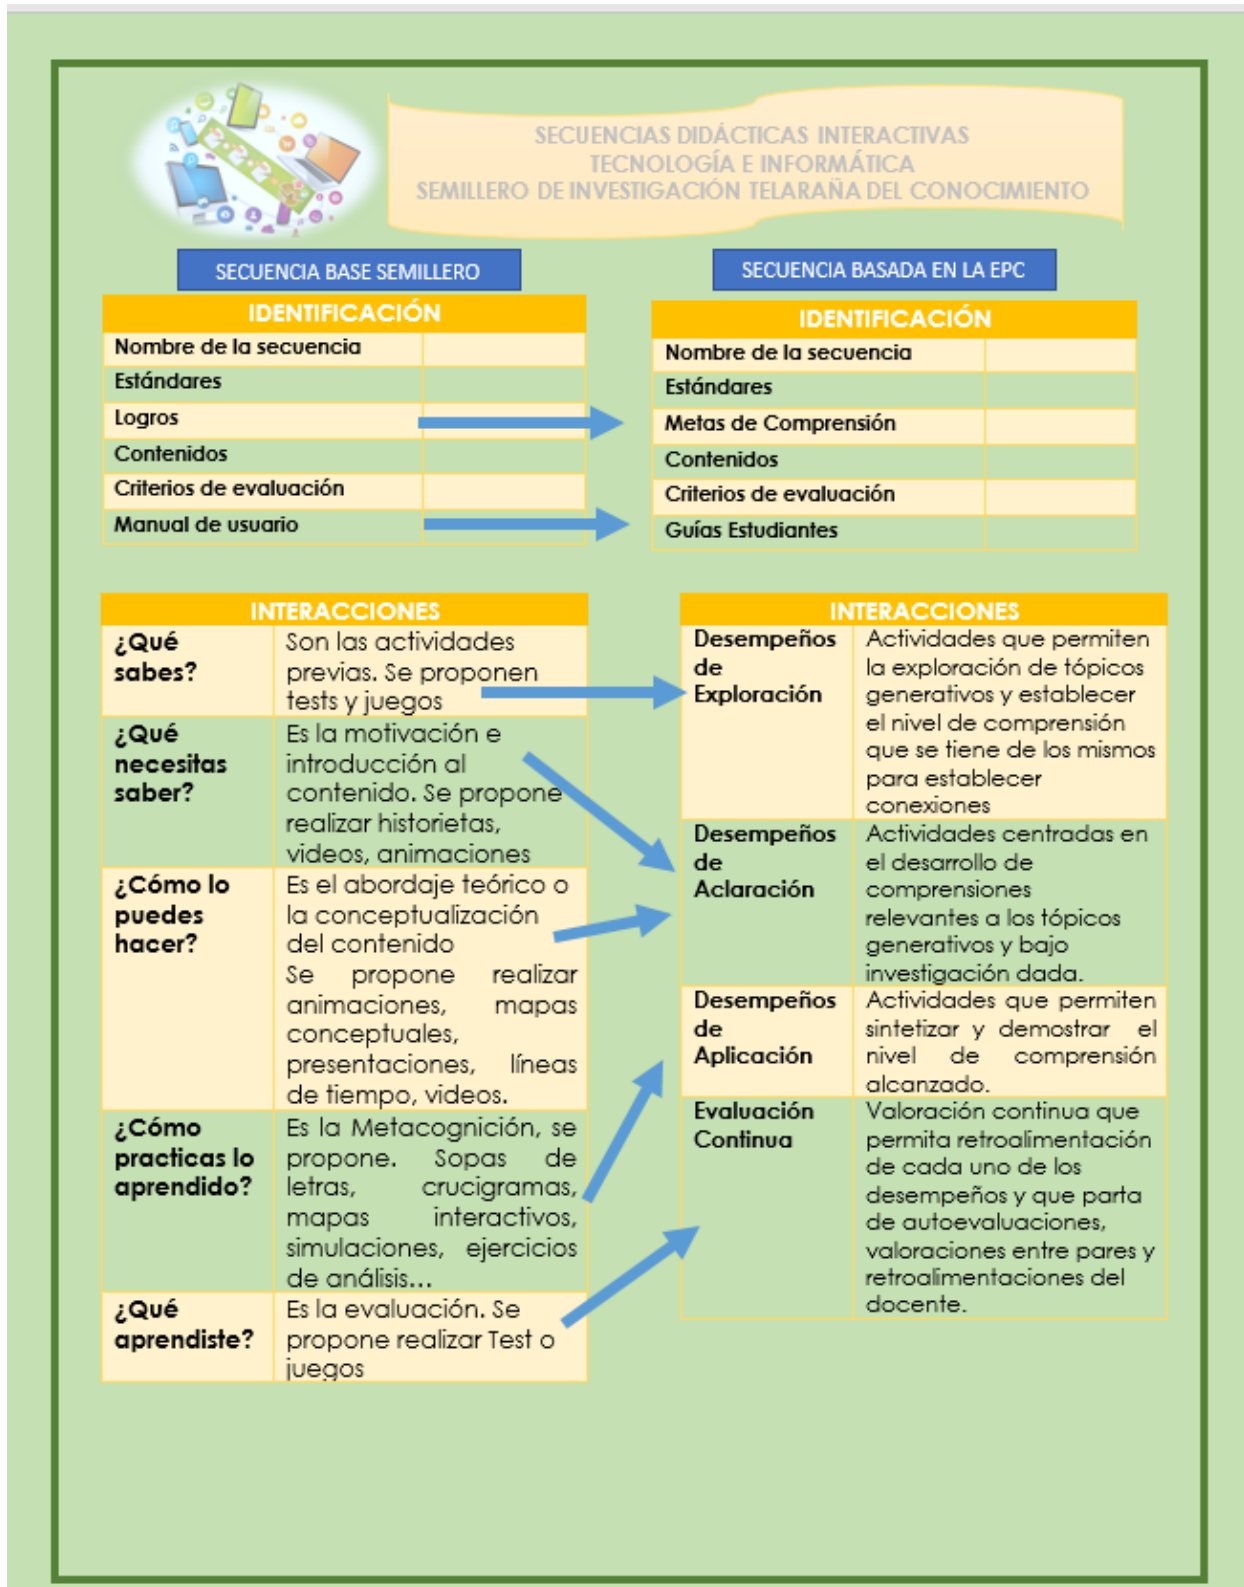 SECUENCIAS DIDÁCTICAS INTERACTIVAS
TECNOLOGÍA E INFORMÁTICA
SEMILLERO DE INVESTIGACIÓN TELARAÑA DEL CONOCIMIENTO
SECUENCIA BASE SEMILLERO
IDENTIFICACIÓN
Nombre de la secuencia
Estándares
Logros
Contenidos
Criterios de evaluación
Manual de usuario
SECUENCIA BASADA EN LA EPC
IDENTIFICACIÓN
Nombre de la secuencia
Estándares
Metas de Comprensión
Contenidos
Criterios de evaluación
Guías Estudiantes
INTERACCIONES
¿Qué
sabes?
Son las actividades
previas. Se proponen
tests y juegos
¿Qué
necesitas
saber?
Es la motivación e
introducción al
contenido. Se propone
realizar historietas,
videos, animaciones
¿Cómo lo
puedes
hacer?
Es el abordaje teórico o
la conceptualización
del contenido
Se propone realizar
animaciones, mapas
conceptuales,
presentaciones, líneas
de tiempo, videos.
¿Cómo
practicas lo
aprendido?
Es la Metacognición, se
propone. Sopas de
letras, crucigramas,
mapas interactivos,
simulaciones, ejercicios
de análisis...
¿Qué
aprendiste?
Es la evaluación. Se
propone realizar Test o
juegos
INTERACCIONES
Desempeños
de
Exploración
Actividades que permiten
la exploración de tópicos
generativos y establecer
el nivel de comprensión
que se tiene de los mismos
para establecer
conexiones
Desempeños
de
Aclaración
Actividades centradas en
el desarrollo de
comprensiones
relevantes a los tópicos
generativos y bajo
investigación dada.
Desempeños
de
Aplicación
Actividades que permiten
sintetizar y demostrar el
nivel de comprensión
alcanzado.
Evaluación
Continua
Valoración continua que
permita retroalimentación
de cada uno de los
desempeños y que parta
de autoevaluaciones,
valoraciones entre pares y
retroalimentaciones del
docente.